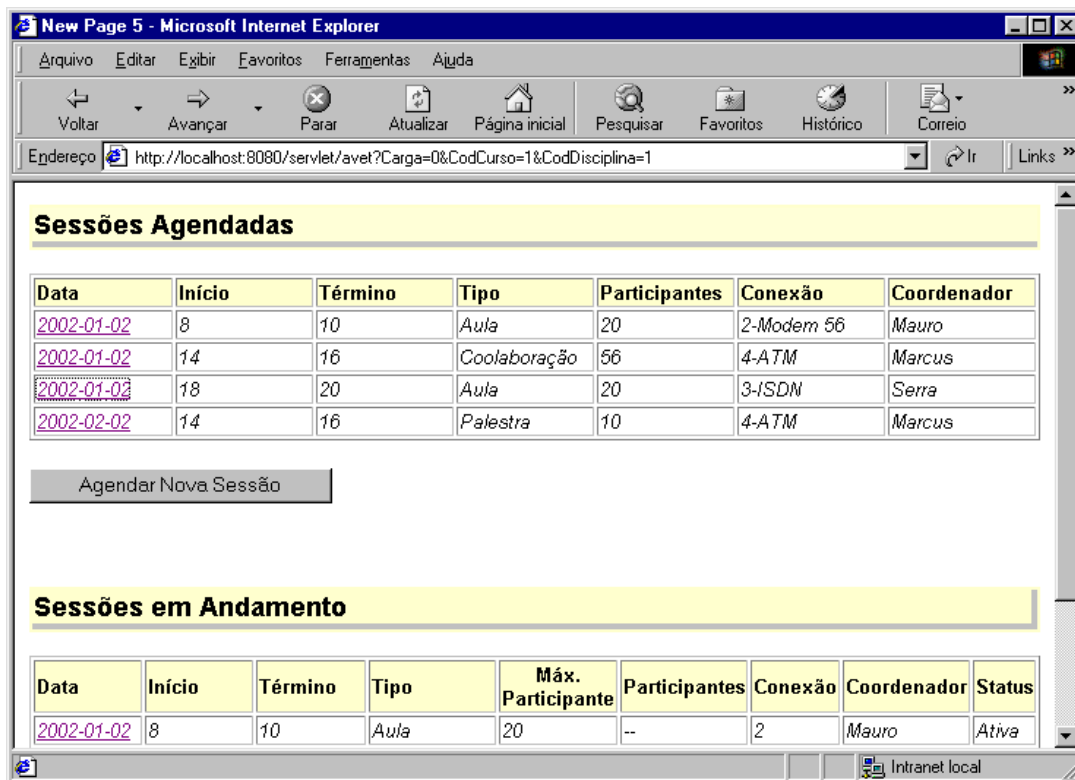 New Page 5 - Microsoft Internet Explorer
Arquivo Editar Exibir Favoritos Ferramentas Ajuda
Voltar Avançar Parar Atualizar Página inicial Pesquisar Favoritos Histórico Correio »
Endereço http://localhost:8080/servlet/avet?Carga=0&CodCurso=1&CodDisciplina=1 Ir Links »
Sessões Agendadas
Data Início Término Tipo Participantes Conexão Coordenador
2002-01-02 8 10 Aula 20 2-Modem 56 Mauro
2002-01-02 14 16 Coolaboração 56 4-ATM Marcus
2002-01-02 18 20 Aula 20 3-ISDN Serra
2002-02-02 14 16 Palestra 10 4-ATM Marcus
Agendar Nova Sessão
Sessões em Andamento
Data Início Término Tipo Máx. Participante Participantes Conexão Coordenador Status
2002-01-02 8 10 Aula 20 -- 2 Mauro Ativa
Intranet local